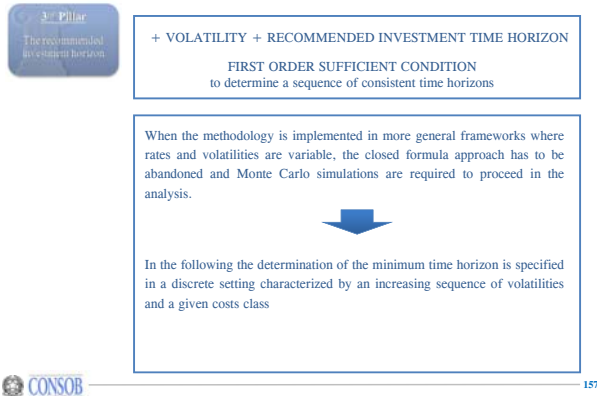 3rd Pillar
The recommended
investment horizon
+ VOLATILITY + RECOMMENDED INVESTMENT TIME HORIZON
FIRST ORDER SUFFICIENT CONDITION
to determine a sequence of consistent time horizons
When the methodology is implemented in more general frameworks where
rates and volatilities are variable, the closed formula approach has to be
abandoned and Monte Carlo simulations are required to proceed in the
analysis.
In the following the determination of the minimum time horizon is specified
in a discrete setting characterized by an increasing sequence of volatilities
and a given costs class
CONSOB
157